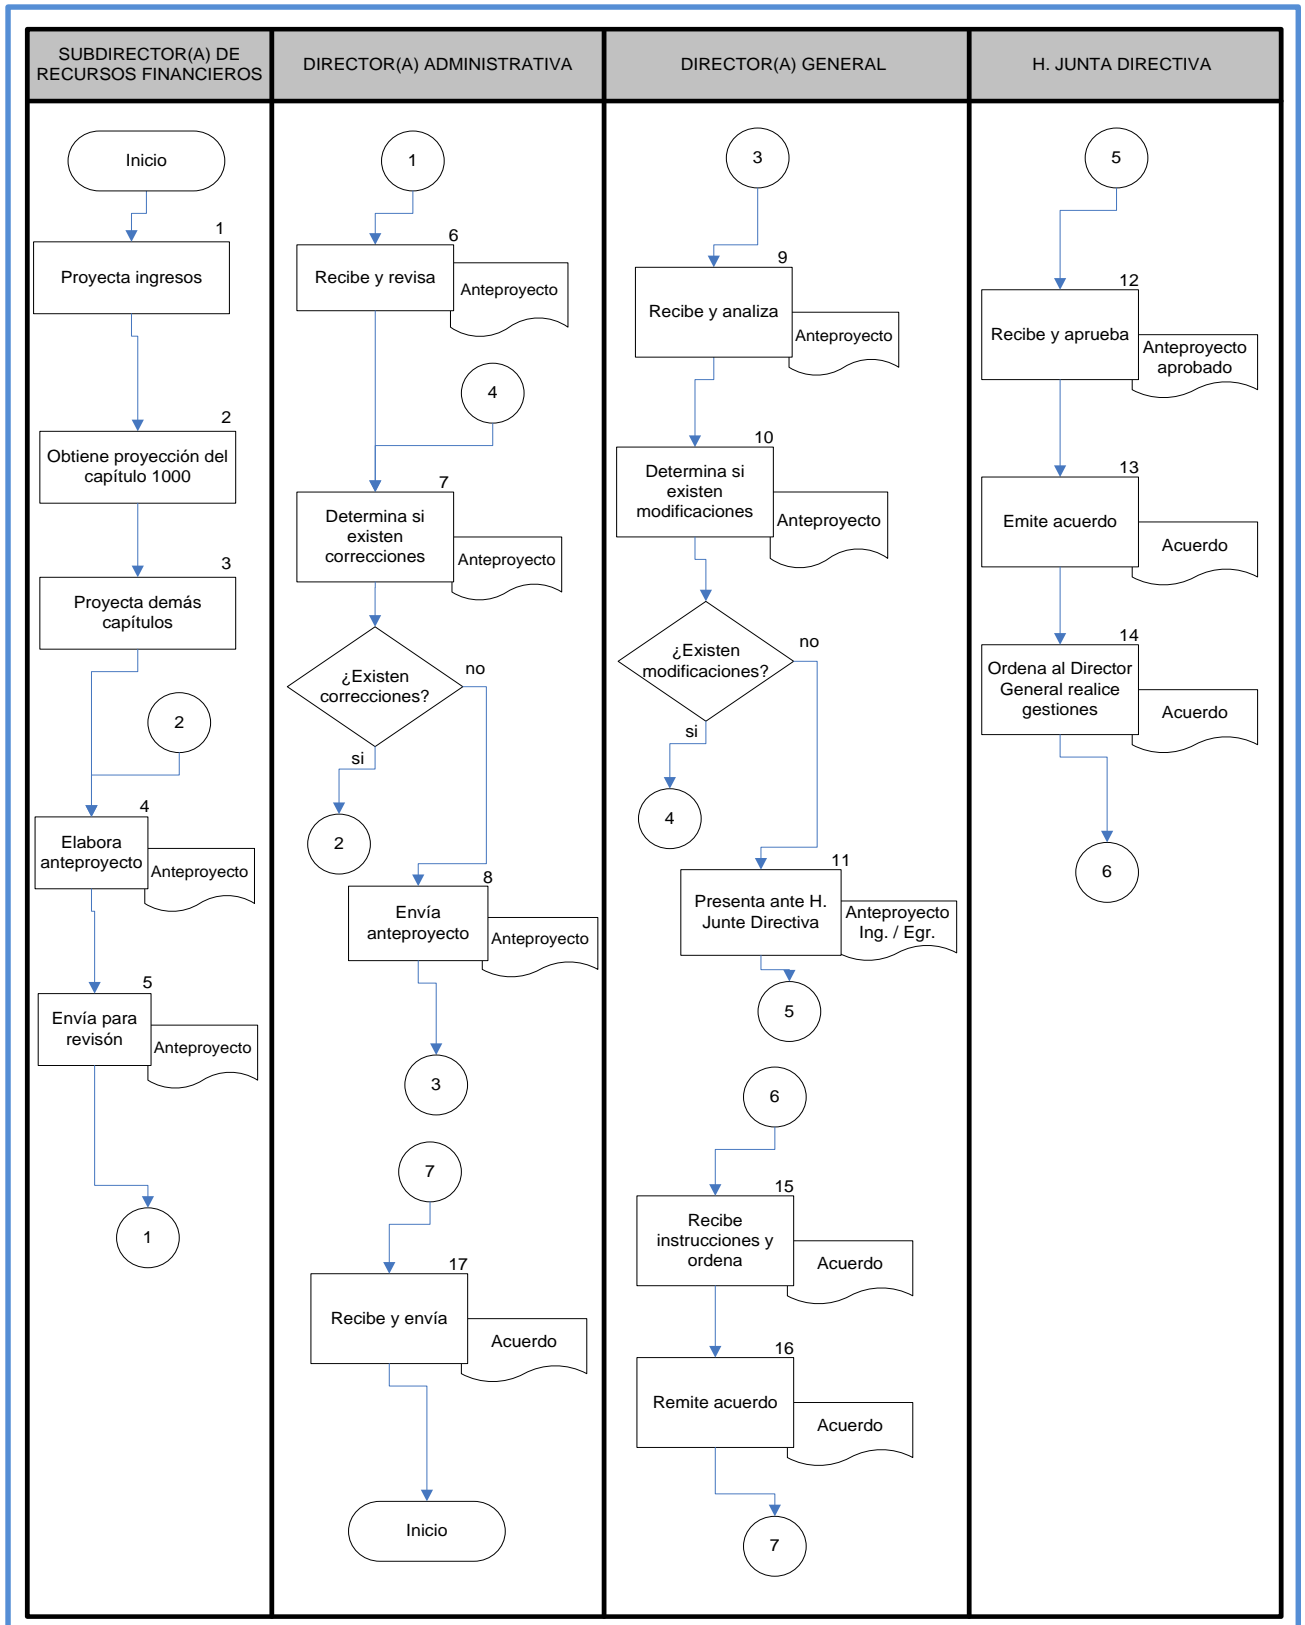 SUBDIRECTOR(A) DE
RECURSOS FINANCIEROS
DIRECTOR(A) ADMINISTRATIVA
DIRECTOR(A) GENERAL
H. JUNTA DIRECTIVA
Inicio
1
Proyecta ingresos
2
Obtiene proyección del
capítulo 1000
3
Proyecta demás
capítulos
2
4
Elabora
anteproyecto
Anteproyecto
5
Envía para
revisón
Anteproyecto
1
1
6
Recibe y revisa
Anteproyecto
4
7
Determina si
existen
correcciones
Anteproyecto
¿Existen
correcciones?
no
si
2
8
Envía
anteproyecto
Anteproyecto
3
7
17
Recibe y envía
Acuerdo
Inicio
3
9
Recibe y analiza
Anteproyecto
10
Determina si
existen
modificaciones
Anteproyecto
¿Existen
modificaciones?
no
si
4
11
Presenta ante H.
Junte Directiva
Anteproyecto
Ing. / Egr.
5
6
15
Recibe
instrucciones y
ordena
Acuerdo
16
Remite acuerdo
Acuerdo
7
5
12
Recibe y aprueba
Anteproyecto
aprobado
13
Emite acuerdo
Acuerdo
14
Ordena al Director
General realice
gestiones
Acuerdo
6